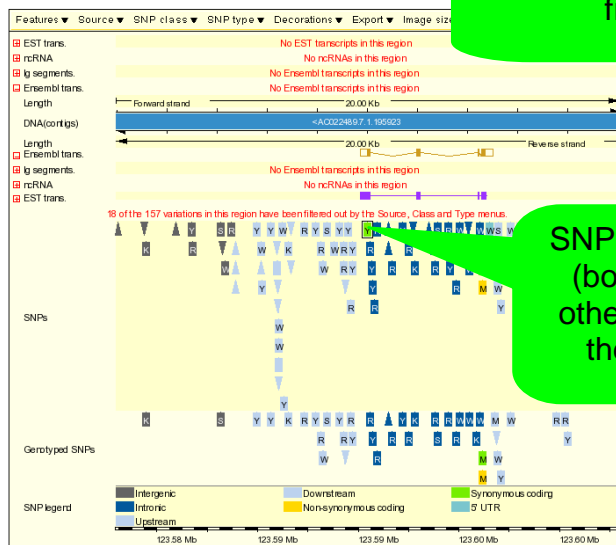 Features ▼ Source ▼ SNP class ▼ SNP type ▼ Decorations ▼ Export ▼ Image size
EST trans. No EST transcripts in this region
ncRNA No ncRNAs in this region
Ig segments. No Ensembl transcripts in this region
Ensembl trans. No Ensembl transcripts in this region
Length Forward strand 20.00 Kb
DNA(contigs) <AC022489.7.1.195923
Length 20.00 Kb Reverse strand
Ensembl trans.
Ig segments. No Ensembl transcripts in this region
ncRNA No ncRNAs in this region
EST trans.
18 of the 157 variations in this region have been filtered out by the Source, Class and Type menus.
Y S R Y Y W R Y S Y Y Y
K R W K R W R Y R R
W W R Y Y R K R
Y Y R M W
SNP
(bo
othe
the
SNPs
R R Y
W
W
Y
K S Y Y K R Y S Y R R Y K R R W W W M W R R
R R Y Y R R S R K Y
Genotyped SNPs
W R M W
M Y
SNP legend
Intergenic Downstream Synonymous coding
Intronic Non-synonymous coding 5' UTR
Upstream
123.58 Mb 123.59 Mb 123.59 Mb 123.60 Mb 123.60 Mb